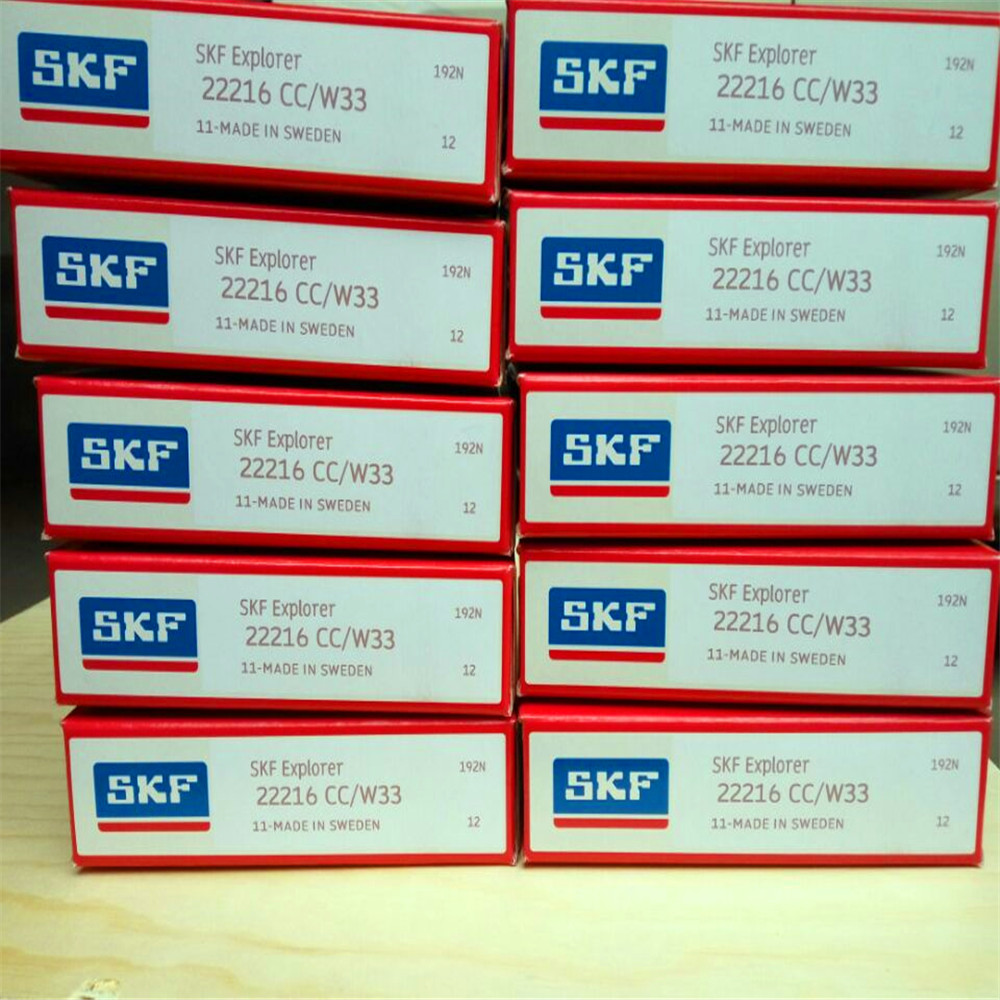 SKF
SKF Explorer
192N
22216 CC/W33
11-MADE IN SWEDEN
12
SKF
SKF Explorer
192N
22216 CC/W33
11-MADE IN SWEDEN
12
SKF
SKF Explorer
192N
22216 CC/W33
11-MADE IN SWEDEN
12
SKF
SKF Explorer
192N
22216 CC/W33
11-MADE IN SWEDEN
12
SKF
SKF Explorer
192N
22216 CC/W33
11-MADE IN SWEDEN
12
SKF
SKF Explorer
192N
22216 CC/W33
11-MADE IN SWEDEN
12
SKF
SKF Explorer
192N
22216 CC/W33
11-MADE IN SWEDEN
12
SKF
SKF Explorer
192N
22216 CC/W33
11-MADE IN SWEDEN
12
SKF
SKF Explorer
192N
22216 CC/W33
11-MADE IN SWEDEN
12
SKF
SKF Explorer
192N
22216 CC/W33
11-MADE IN SWEDEN
12